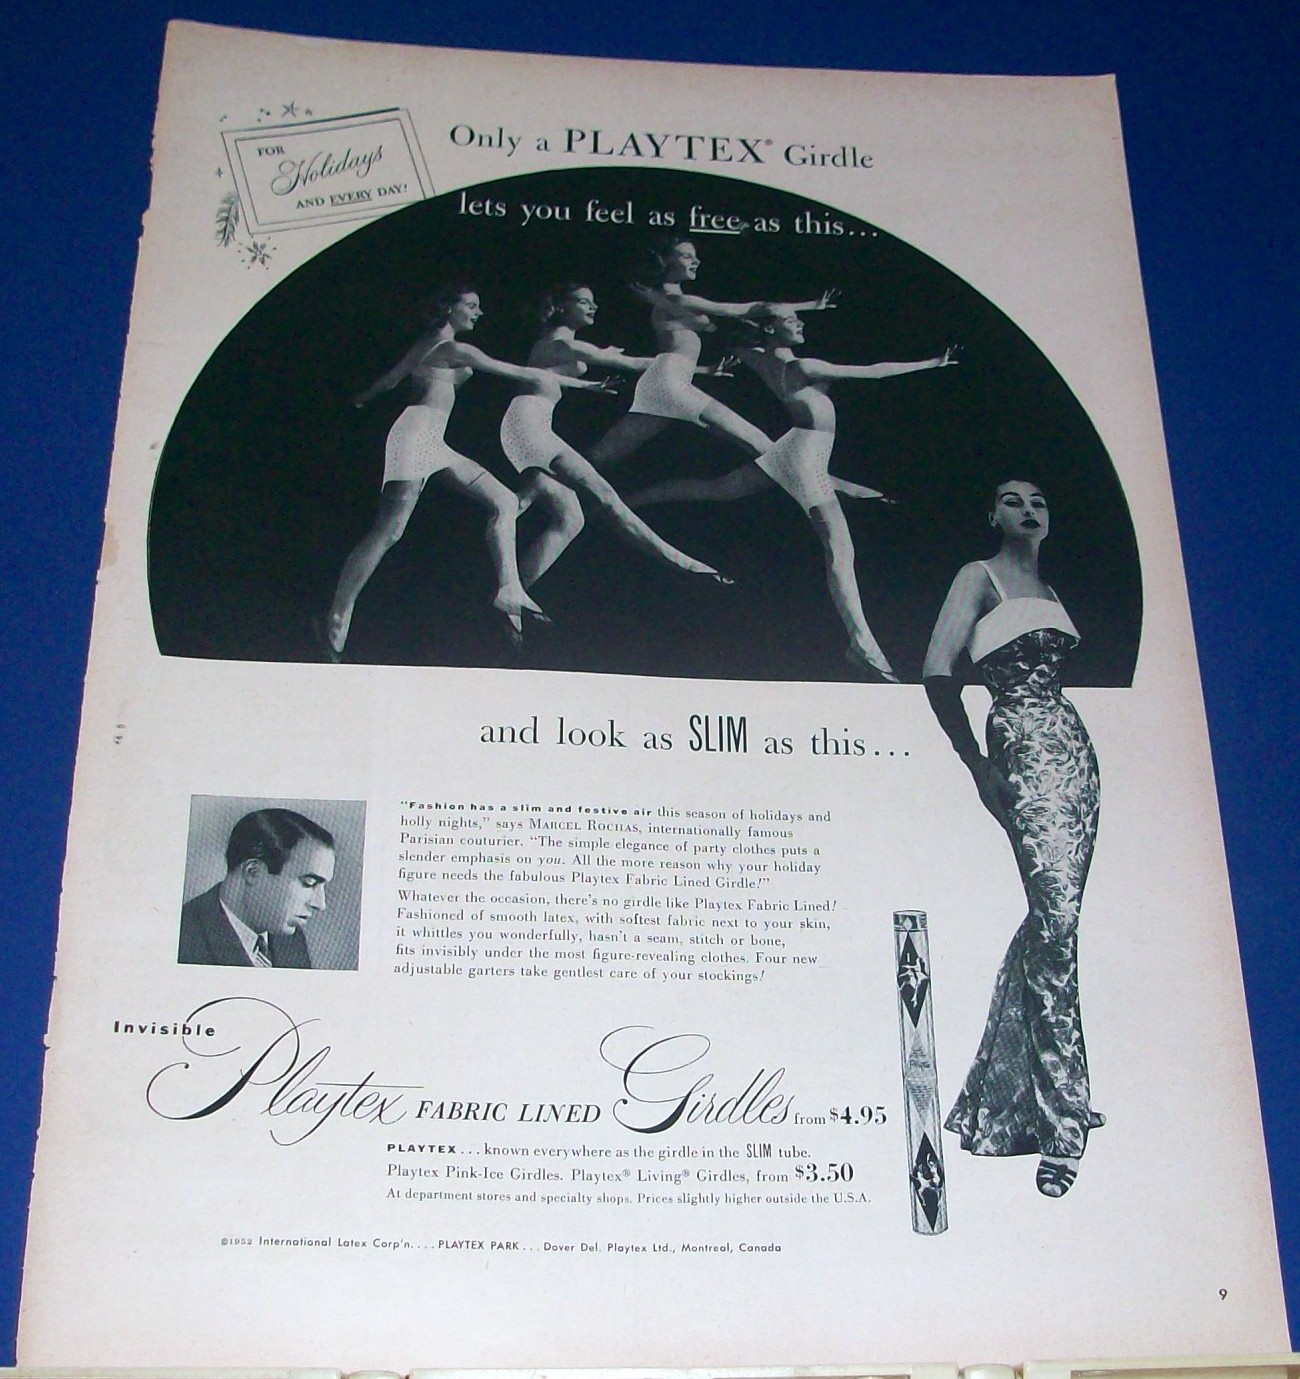 FOR
Holidays
AND EVERY DAY!
Only a PLAYTEX® Girdle
lets you feel as free as this...
and look as SLIM as this...
"Fashion has a slim and festive air this season of holidays and
holly nights," says MARCEL ROCHAS, internationally famous
Parisian couturier. "The simple elegance of party clothes puts a
slender emphasis on you. All the more reason why your holiday
figure needs the fabulous Playtex Fabric Lined Girdle!"
Whatever the occasion, there's no girdle like Playtex Fabric Lined!
Fashioned of smooth latex, with softest fabric next to your skin,
it whittles you wonderfully, hasn't a seam, stitch or bone,
fits invisibly under the most figure-revealing clothes. Four new
adjustable garters take gentlest care of your stockings!
Invisible
Playtex FABRIC LINED Girdles from $4.95
PLAYTEX... known everywhere as the girdle in the SLIM tube.
Playtex Pink-Ice Girdles. Playtex® Living® Girdles, from $3.50
At department stores and specialty shops. Prices slightly higher outside the U.S.A.
©1952 International Latex Corp'n. ... PLAYTEX PARK ... Dover Del. Playtex Ltd., Montreal, Canada
9